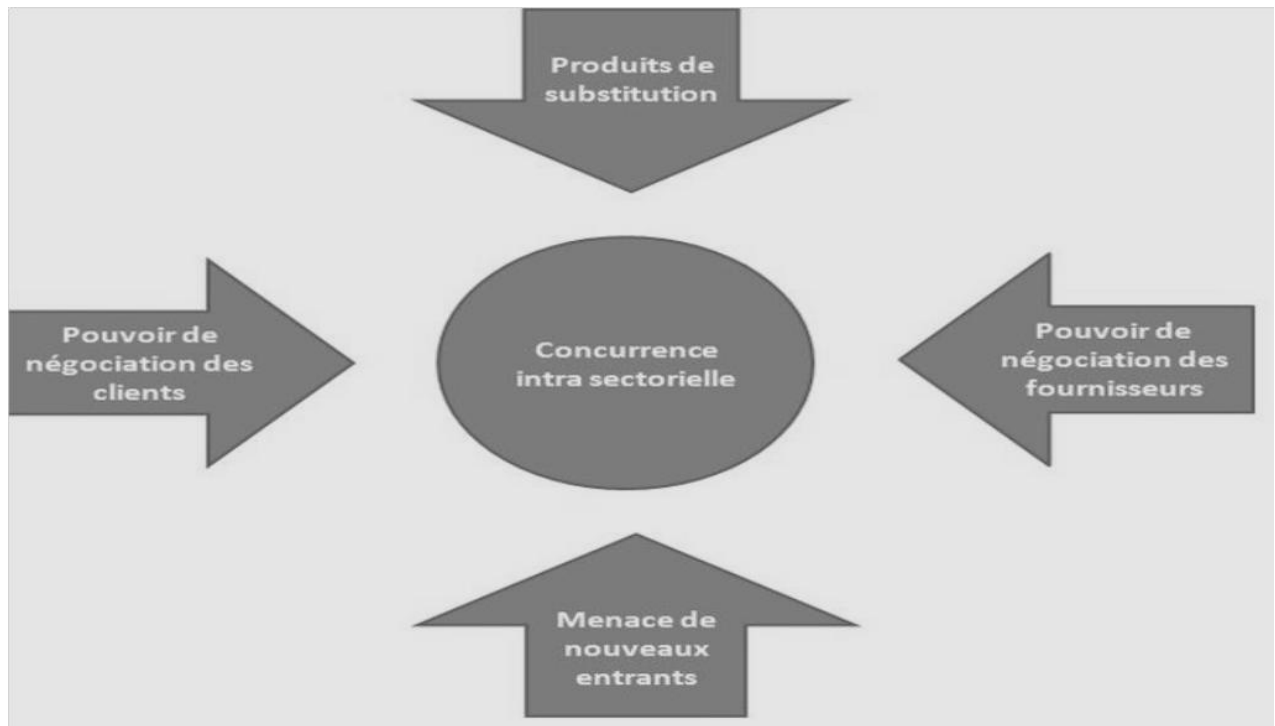 Produits de
substitution
Pouvoir de
négociation des
clients
Concurrence
intra sectorielle
Pouvoir de
négociation des
fournisseurs
Menace de
nouveaux
entrants